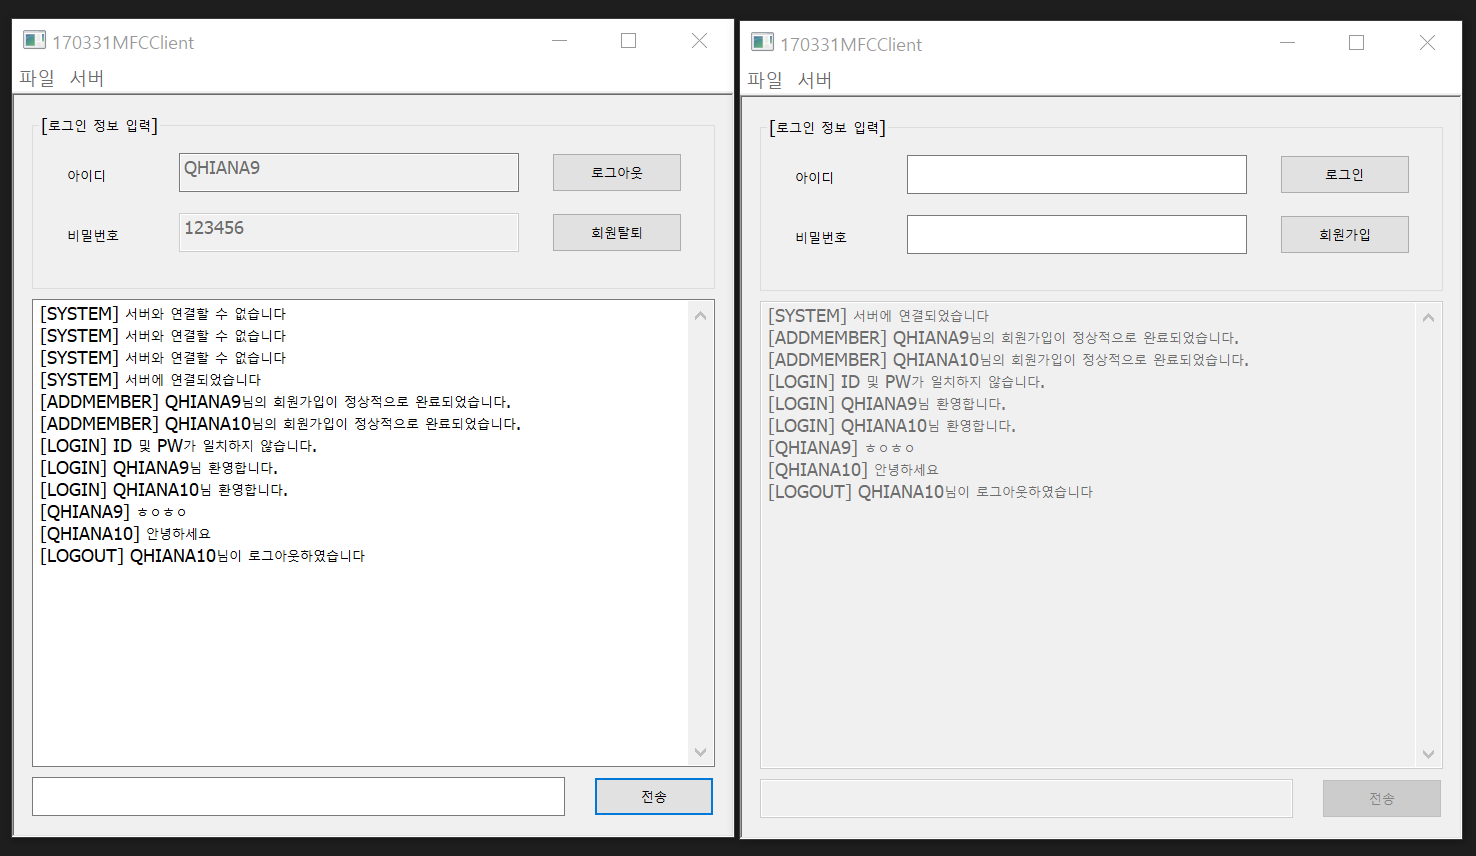 170331MFCClient
파일 서버
[로그인 정보 입력]
아이디
QHIANA9
로그아웃
비밀번호
123456
회원탈퇴
[SYSTEM] 서버와 연결할 수 없습니다
[SYSTEM] 서버와 연결할 수 없습니다
[SYSTEM] 서버와 연결할 수 없습니다
[SYSTEM] 서버에 연결되었습니다
[ADDMEMBER] QHIANA9님의 회원가입이 정상적으로 완료되었습니다.
[ADDMEMBER] QHIANA10님의 회원가입이 정상적으로 완료되었습니다.
[LOGIN] ID 및 PW가 일치하지 않습니다.
[LOGIN] QHIANA9님 환영합니다.
[LOGIN] QHIANA10님 환영합니다.
[QHIANA9] ㅎㅇㅎㅇ
[QHIANA10] 안녕하세요
[LOGOUT] QHIANA10님이 로그아웃하였습니다
전송
170331MFCClient
파일 서버
[로그인 정보 입력]
아이디
로그인
비밀번호
회원가입
[SYSTEM] 서버에 연결되었습니다
[ADDMEMBER] QHIANA9님의 회원가입이 정상적으로 완료되었습니다.
[ADDMEMBER] QHIANA10님의 회원가입이 정상적으로 완료되었습니다.
[LOGIN] ID 및 PW가 일치하지 않습니다.
[LOGIN] QHIANA9님 환영합니다.
[LOGIN] QHIANA10님 환영합니다.
[QHIANA9] ㅎㅇㅎㅇ
[QHIANA10] 안녕하세요
[LOGOUT] QHIANA10님이 로그아웃하였습니다
전송